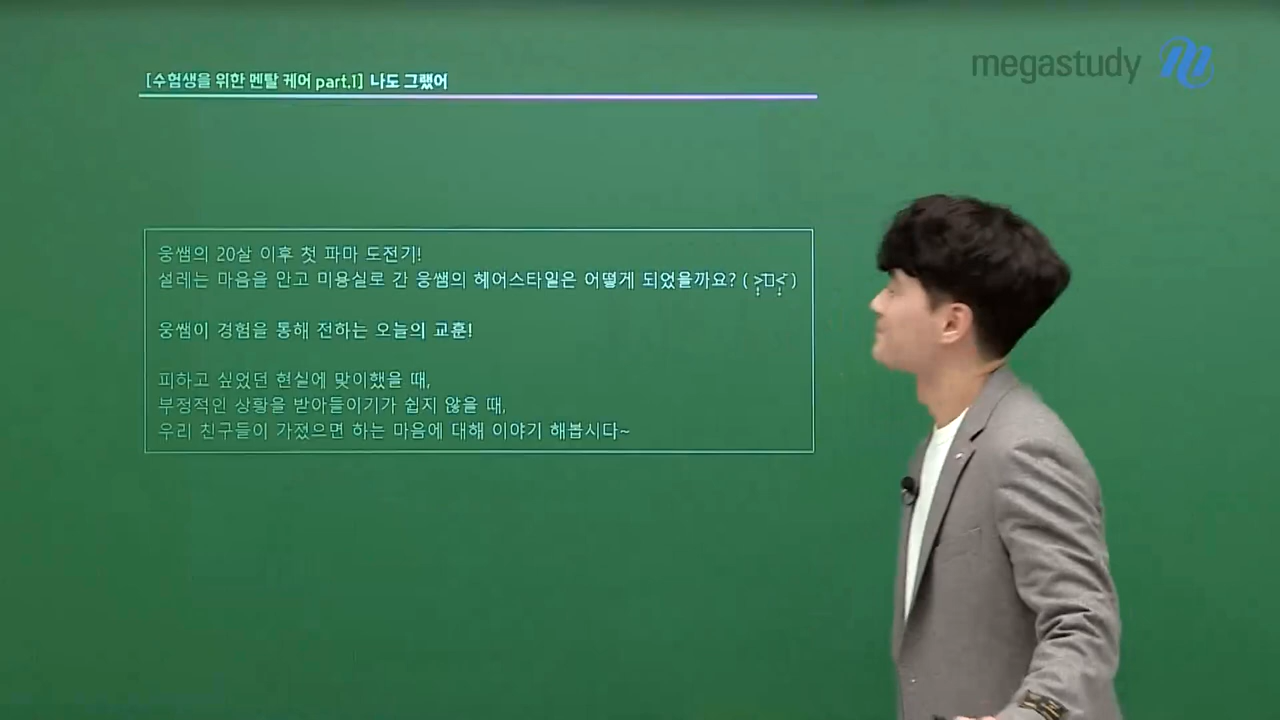 megastudy
[수험생을 위한 멘탈 케어 part.1] 나도 그랬어
웅쌤의 20살 이후 첫 파마 도전기!
설레는 마음을 안고 미용실로 간 웅쌤의 헤어스타일은 어떻게 되었을까요?
웅쌤이 경험을 통해 전하는 오늘의 교훈!
피하고 싶었던 현실에 맞이했을 때,
부정적인 상황을 받아들이기가 쉽지 않을 때,
우리 친구들이 가졌으면 하는 마음에 대해 이야기 해봅시다~